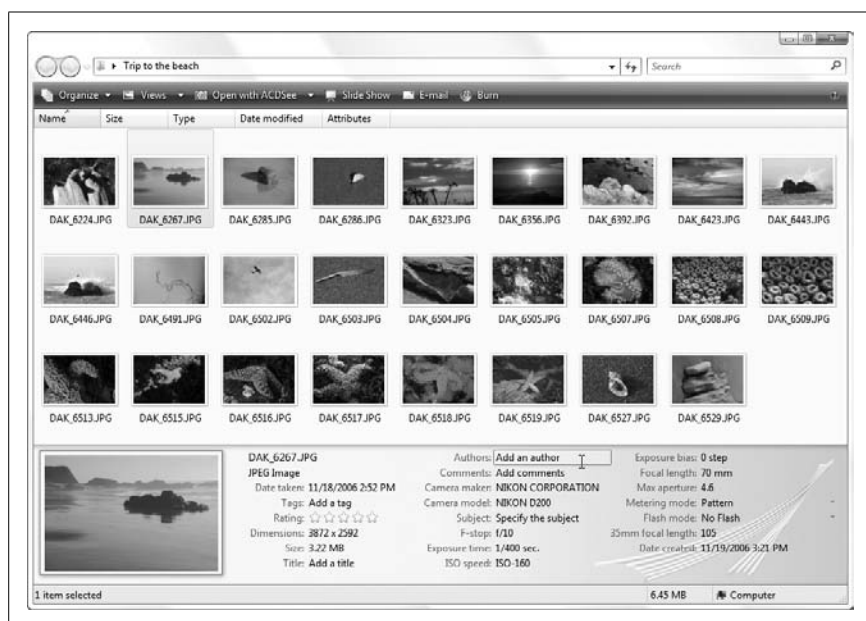 Trip to the beach
Search
Organize Views Open with ACDSee Slide Show E-mail Burn
Name Size Type Date modified Attributes
DAK_6224.JPG DAK_6267.JPG DAK_6285.JPG DAK_6286.JPG DAK_6323.JPG DAK_6356.JPG DAK_6392.JPG DAK_6423.JPG DAK_6443.JPG
DAK_6446.JPG DAK_6491.JPG DAK_6502.JPG DAK_6503.JPG DAK_6504.JPG DAK_6505.JPG DAK_6507.JPG DAK_6508.JPG DAK_6509.JPG
DAK_6513.JPG DAK_6515.JPG DAK_6516.JPG DAK_6517.JPG DAK_6518.JPG DAK_6519.JPG DAK_6527.JPG DAK_6529.JPG
DAK_6267.JPG Authors: Add an author Exposure bias: 0 step
JPEG Image Comments: Add comments Focal length: 70 mm
Date taken: 11/18/2006 2:52 PM Camera maker: NIKON CORPORATION Max aperture: 4.6
Tags: Add a tag Camera model: NIKON D200 Metering mode: Pattern
Rating: Subject: Specify the subject Flash mode: No Flash
Dimensions: 3872 x 2592 F-stop: f/10 35mm focal length: 105
Size: 3.22 MB Exposure time: 1/400 sec. Date created: 11/19/2006 3:21 PM
Title: Add a title ISO speed: ISO-160
1 item selected 6.45 MB Computer